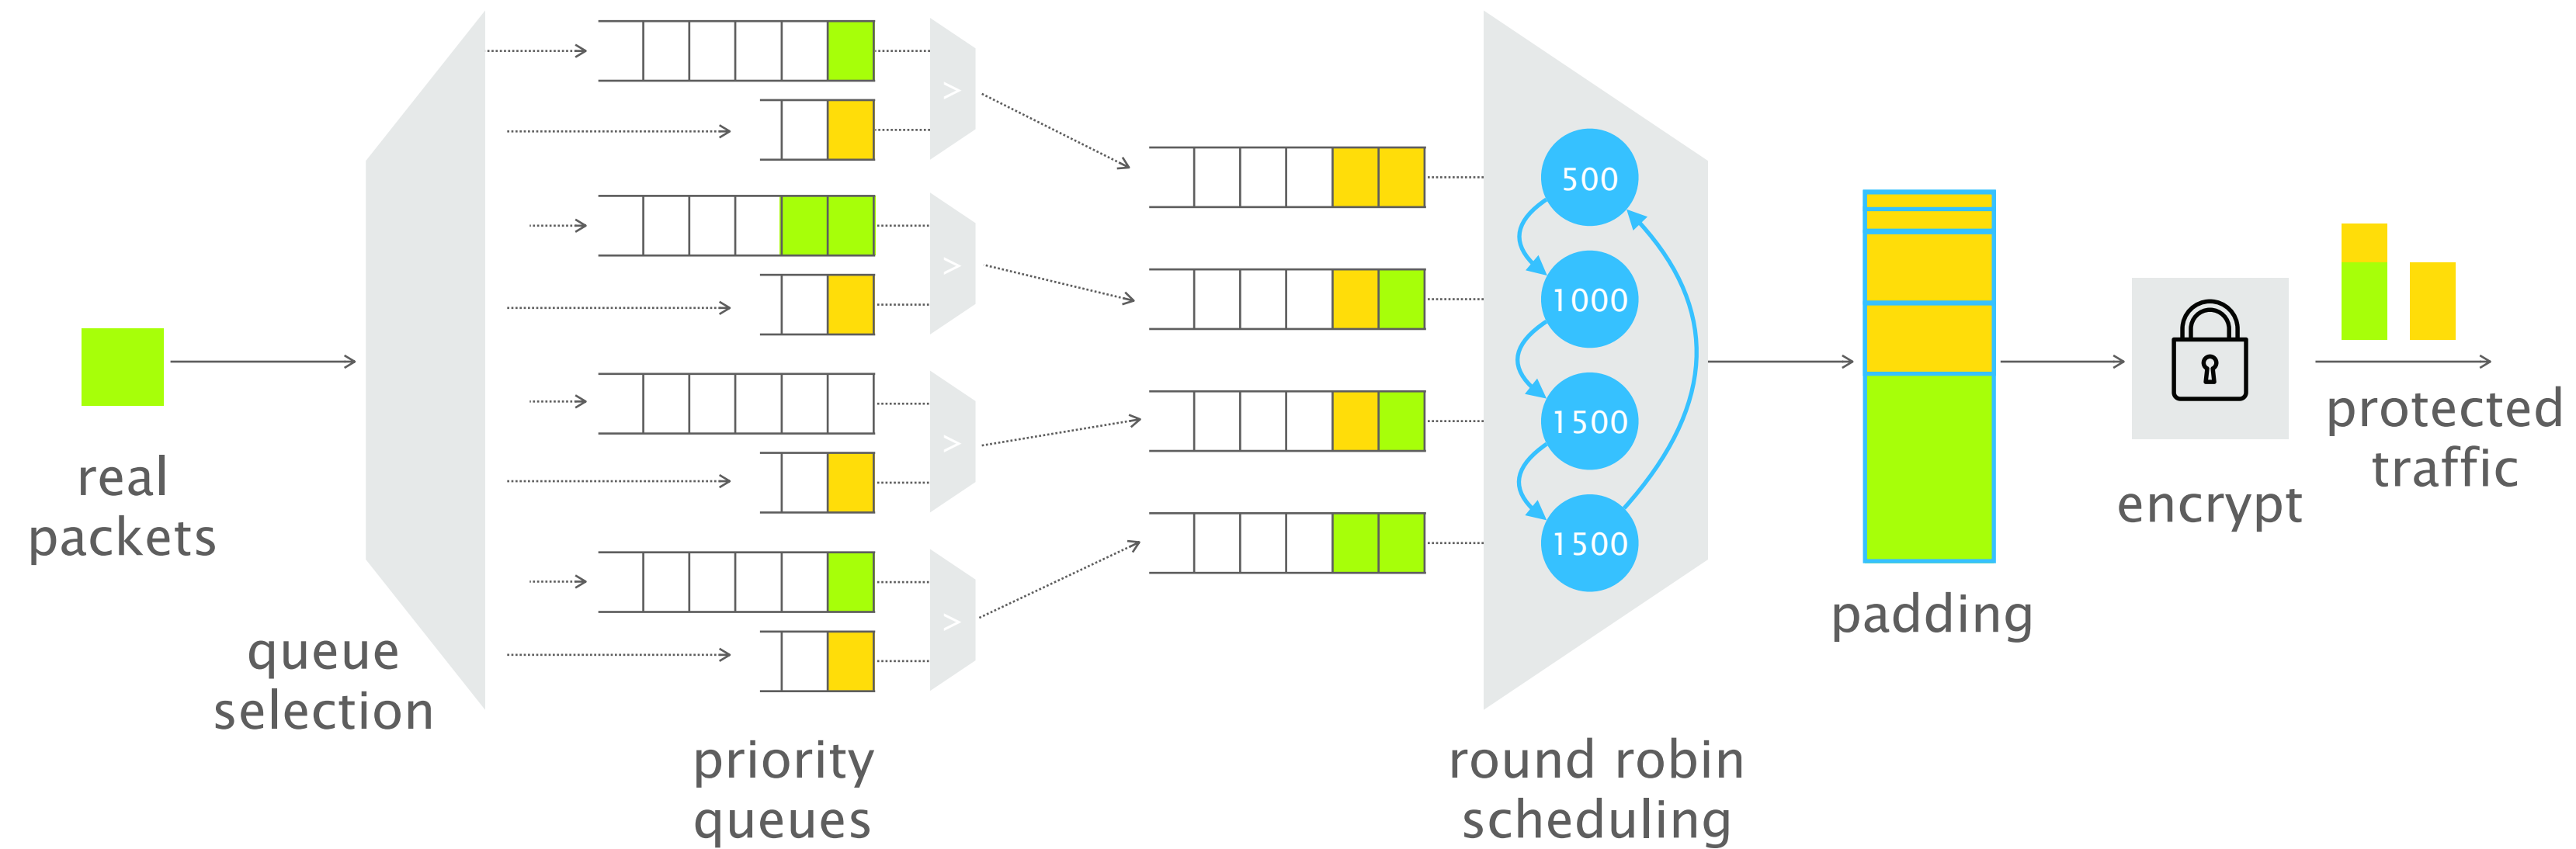 real
packets
queue
selection
priority
queues
>
>
>
>
500
1000
1500
1500
round robin
scheduling
padding
encrypt
protected
traffic